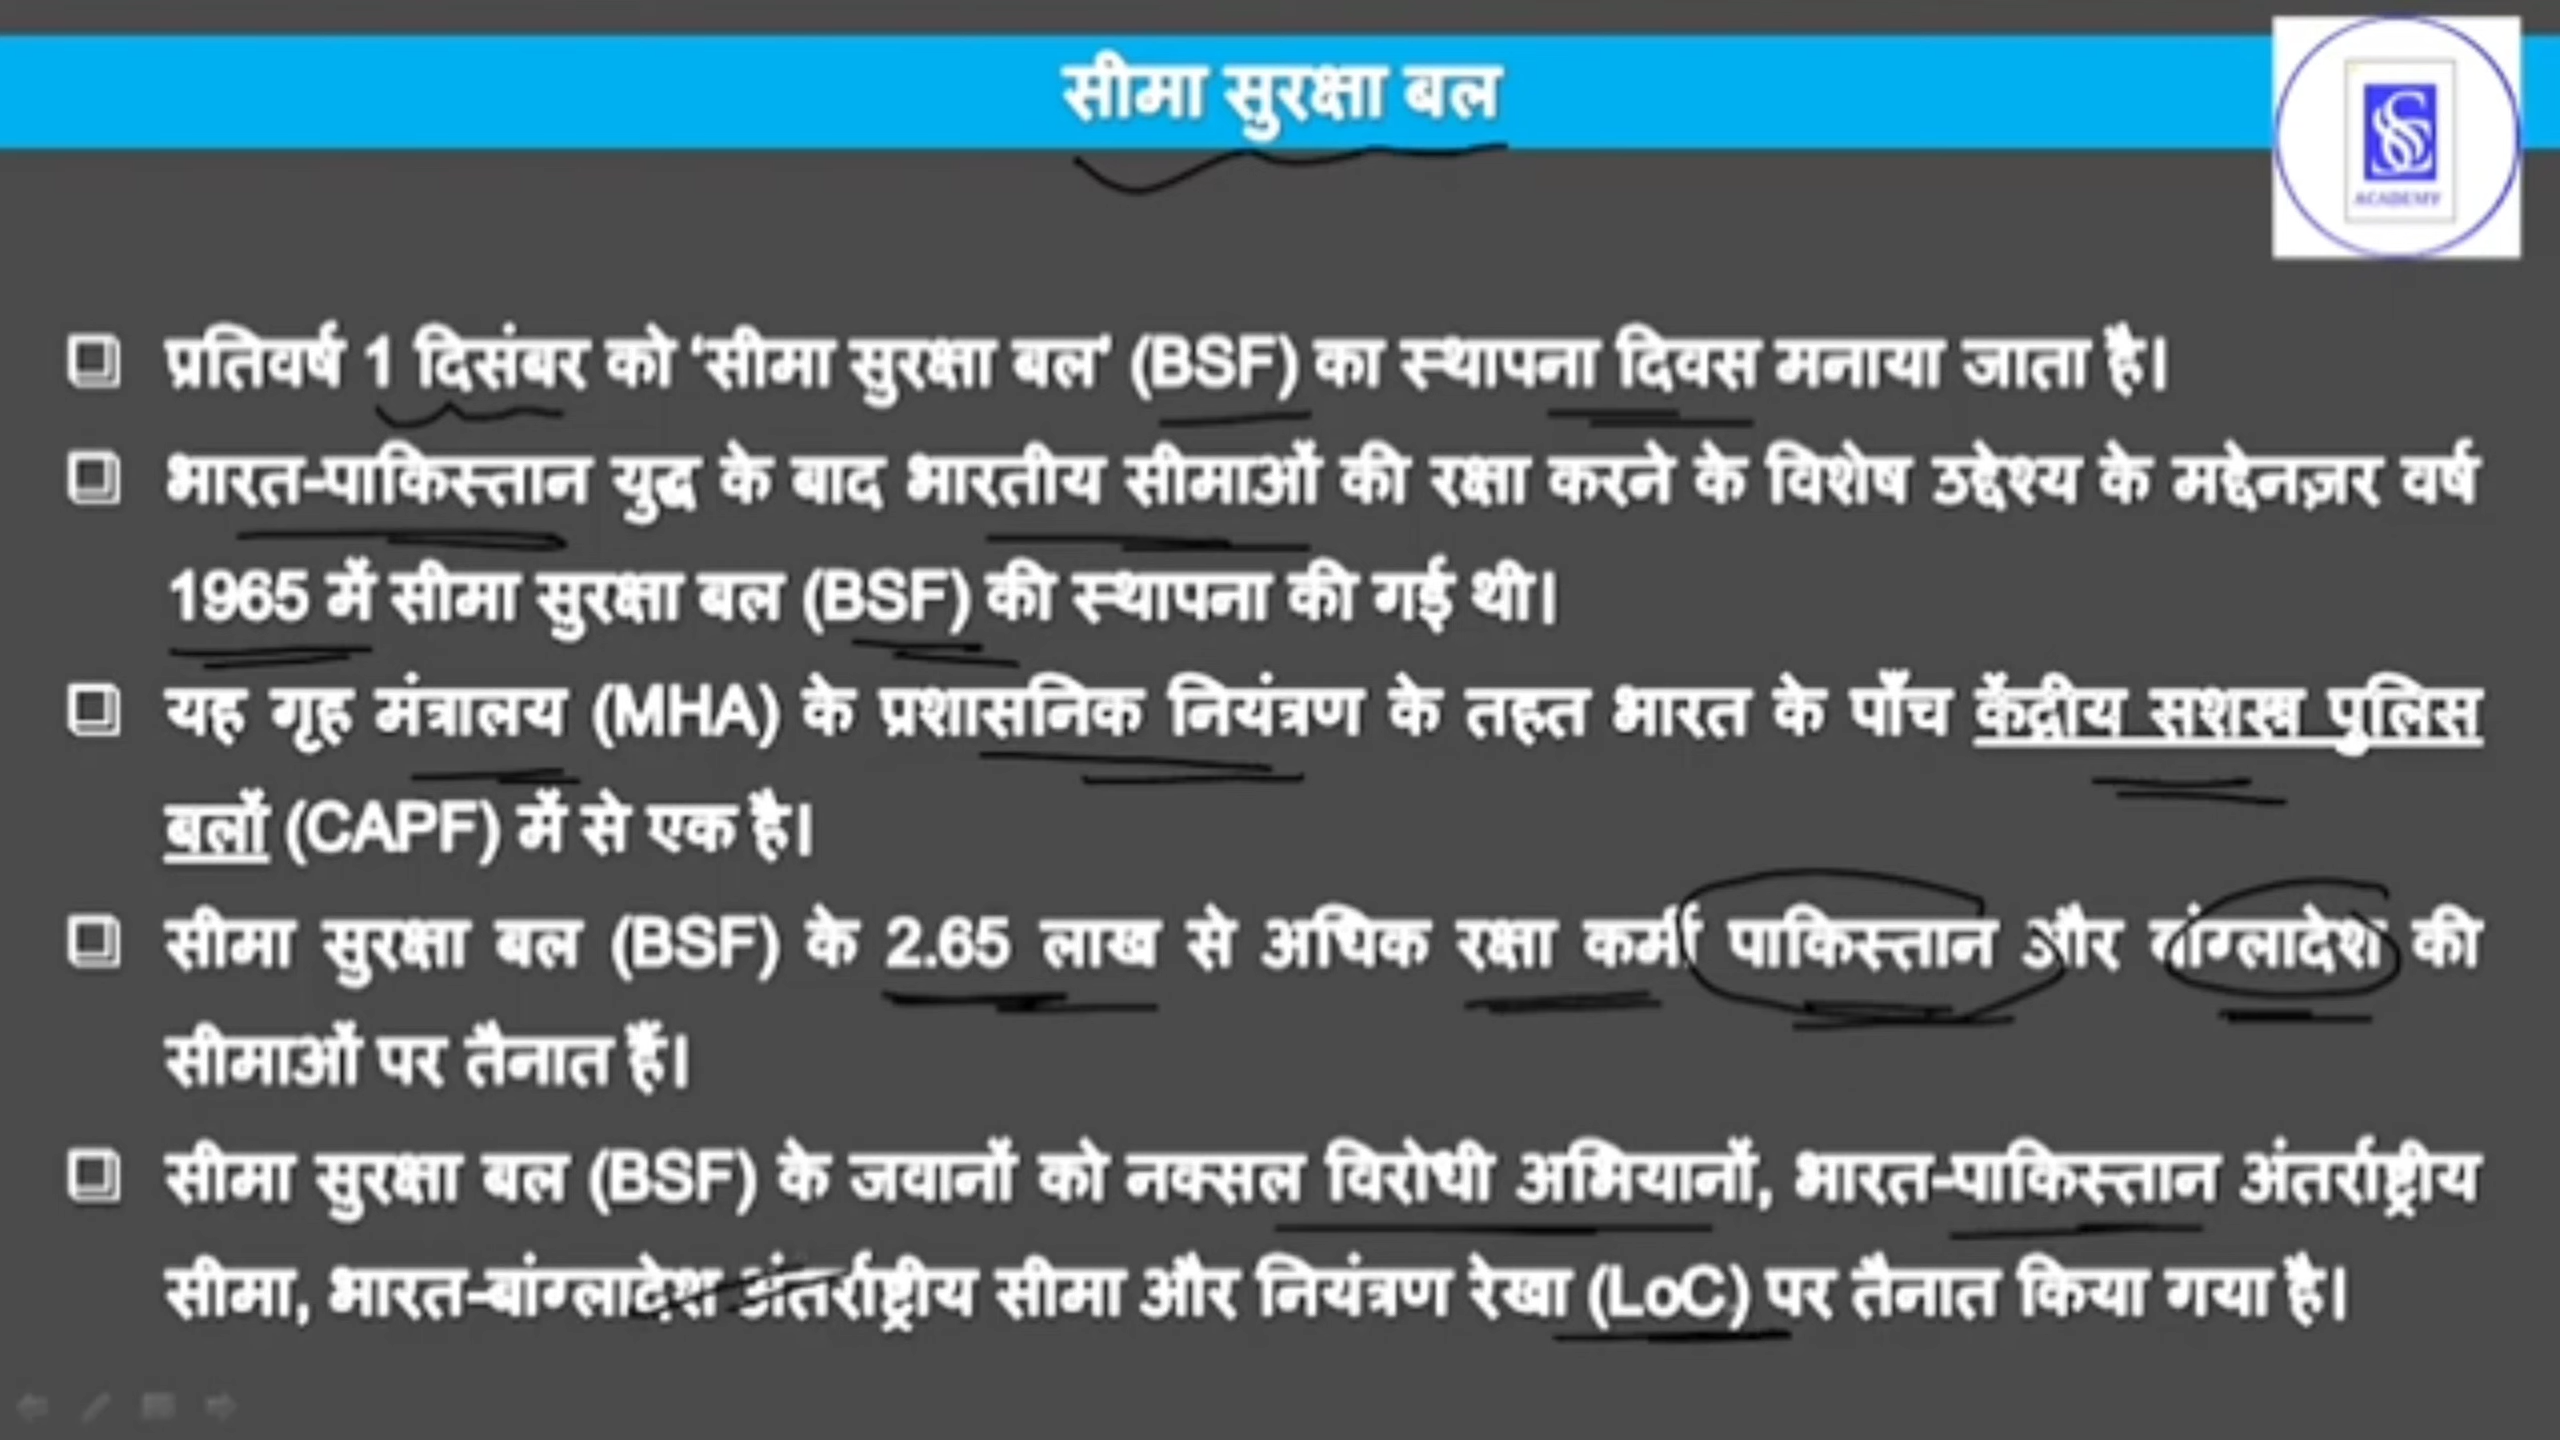 सीमा सुरक्षा बल
ACADEMY
प्रतिवर्ष 1 दिसंबर को 'सीमा सुरक्षा बल' (BSF) का स्थापना दिवस मनाया जाता है।
भारत-पाकिस्तान युद्ध के बाद भारतीय सीमाओं की रक्षा करने के विशेष उद्देश्य के मद्देनज़र वर्ष
1965 में सीमा सुरक्षा बल (BSF) की स्थापना की गई थी।
यह गृह मंत्रालय (MHA) के प्रशासनिक नियंत्रण के तहत भारत के पाँच केंद्रीय सशस्त्र पुलिस
बलों (CAPF) में से एक है।
सीमा सुरक्षा बल (BSF) के 2.65 लाख से अधिक रक्षा कर्मी पाकिस्तान और बांग्लादेश की
सीमाओं पर तैनात हैं।
सीमा सुरक्षा बल (BSF) के जवानों को नक्सल विरोधी अभियानों, भारत-पाकिस्तान अंतर्राष्ट्रीय
सीमा, भारत-बांग्लादेश अंतर्राष्ट्रीय सीमा और नियंत्रण रेखा (LoC) पर तैनात किया गया है।